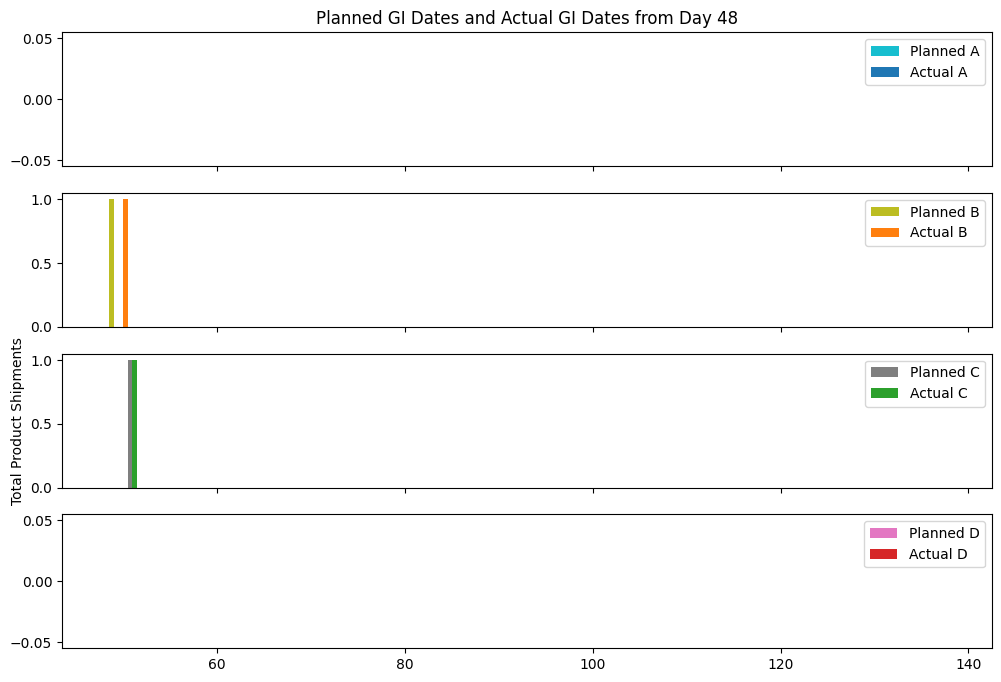 Planned GI Dates and Actual GI Dates from Day 48
0.05
0.00
−0.05
Planned A
Actual A
1.0
0.5
0.0
Planned B
Actual B
Total Product Shipments
1.0
0.5
0.0
Planned C
Actual C
0.05
0.00
−0.05
Planned D
Actual D
60 80 100 120 140